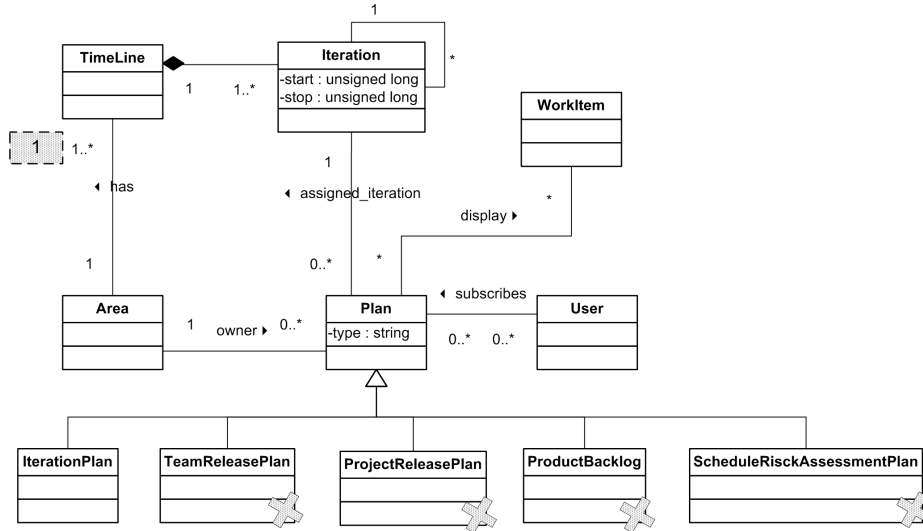 1
TimeLine
Iteration
*
-start : unsigned long
-stop : unsigned long
1
1..*
WorkItem
1
1..*
1
has
assigned_iteration
*
display
0..*
*
1
subscribes
Area
Plan
User
1
owner
0..*
-type : string
0..*
0..*
IterationPlan
TeamReleasePlan
ProjectReleasePlan
ProductBacklog
ScheduleRisckAssessmentPlan